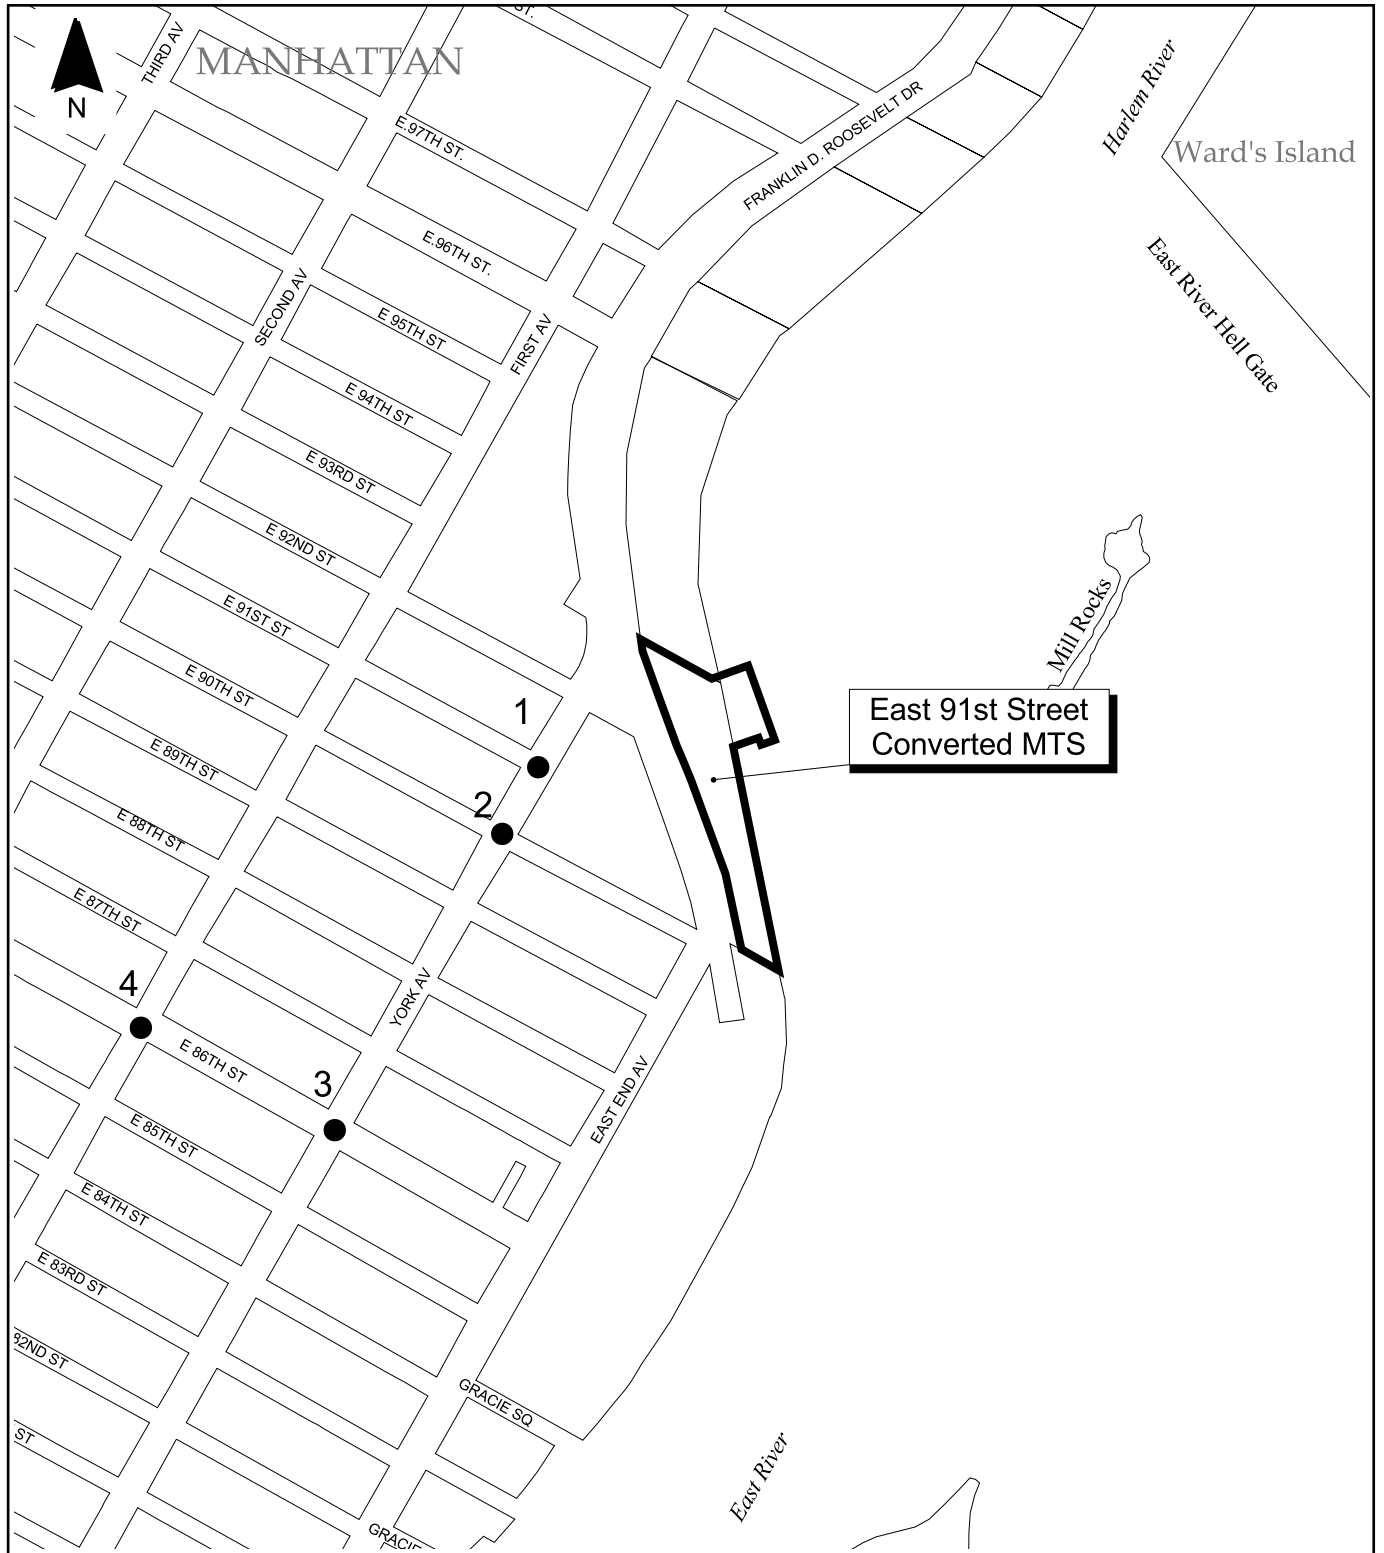 ST.
THIRD AV
MANHATTAN
N
Harlem River
FRANKLIN D. ROOSEVELT DR
Ward's Island
E.97TH ST.
E.96TH ST.
East River Hell Gate
SECOND AV
E 95TH ST
FIRST AV
E 94TH ST
E 93RD ST
E 92ND ST
Mill Rocks
E 91ST ST
E 90TH ST
1
East 91st Street
Converted MTS
E 89TH ST
2
E 88TH ST
E 87TH ST
4
YORK AV
E 86TH ST
3
EAST END AV
E 85TH ST
E 84TH ST
E 83RD ST
82ND ST
GRACIE SQ
ST
East River
GRACIE